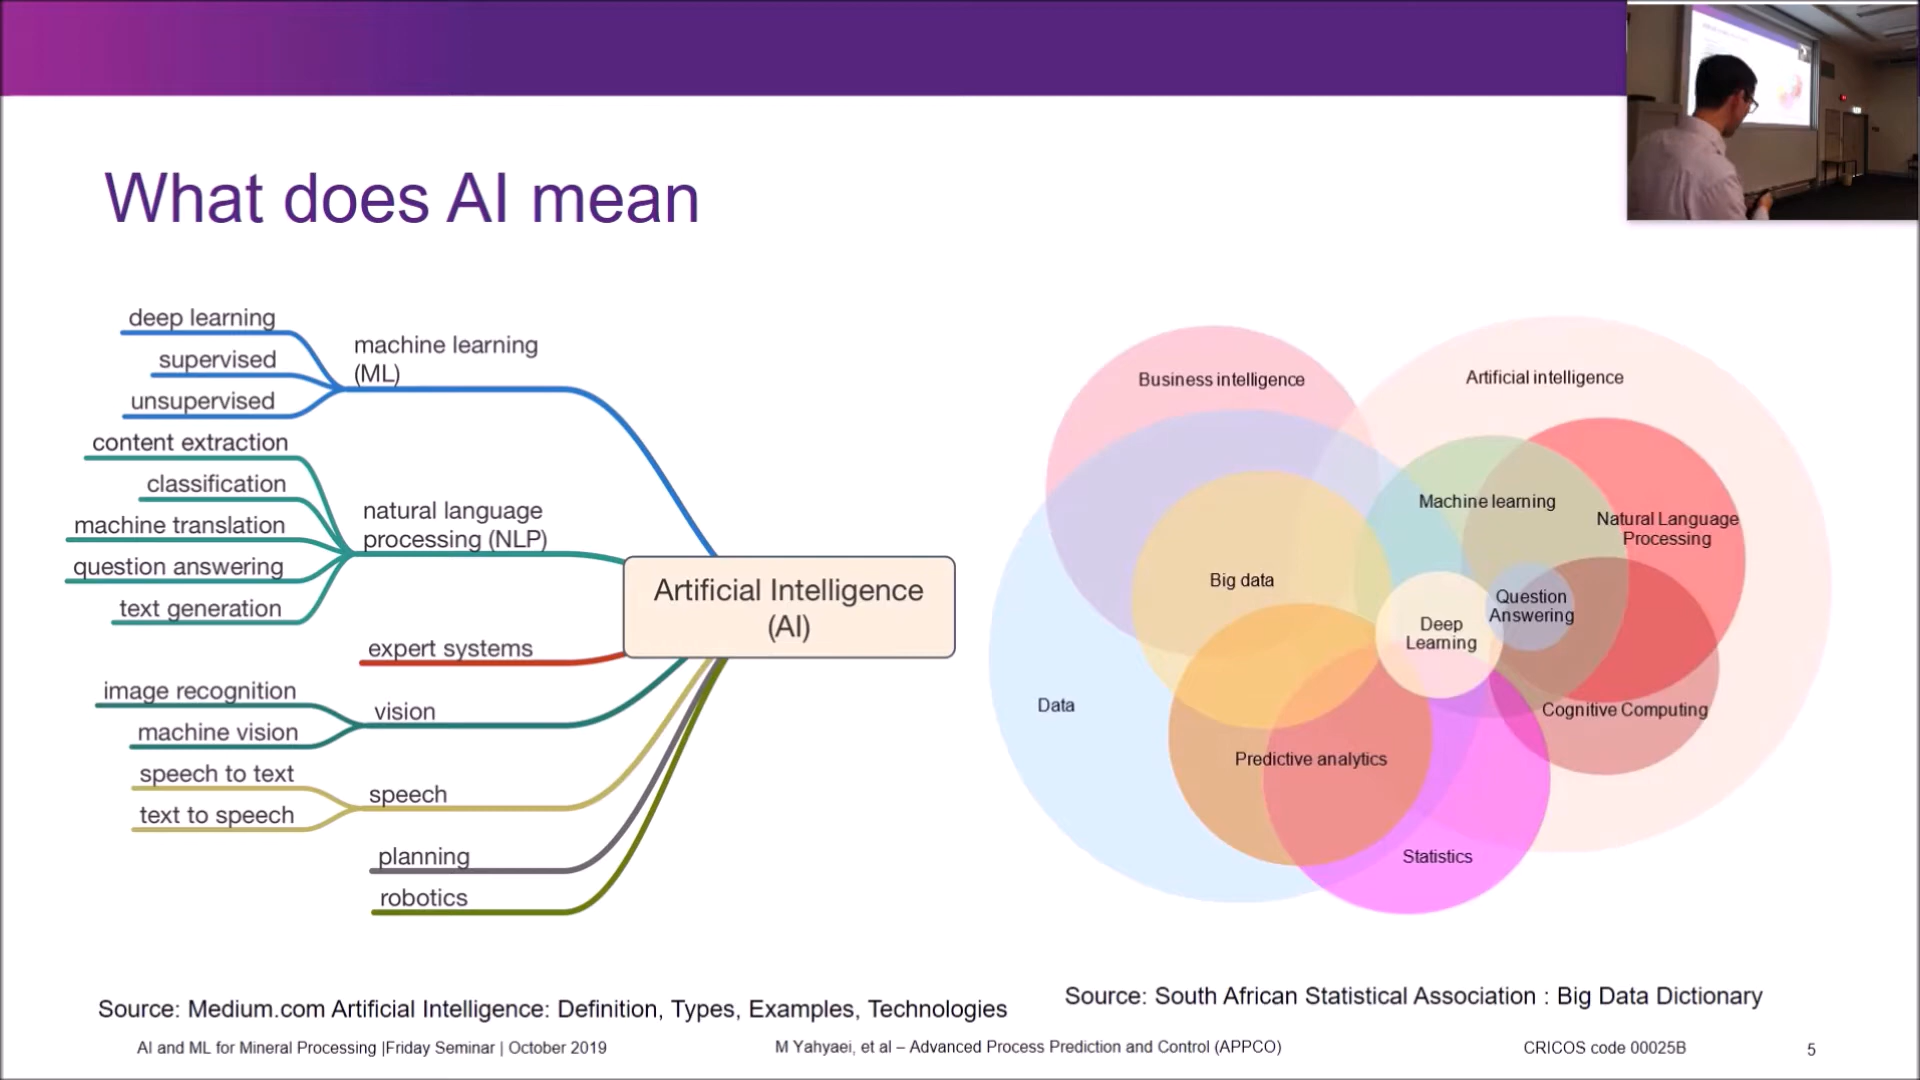 What does AI mean
deep learning
supervised
unsupervised
machine learning
(ML)
content extraction
classification
machine translation
question answering
text generation
natural language
processing (NLP)
expert systems
image recognition
machine vision
vision
speech to text
text to speech
speech
planning
robotics
Artificial Intelligence
(AI)
Business intelligence
Artificial intelligence
Machine learning
Natural Language
Processing
Big data
Question
Answering
Deep
Learning
Data
Cognitive Computing
Predictive analytics
Statistics
Source: Medium.com Artificial Intelligence: Definition, Types, Examples, Technologies
Source: South African Statistical Association : Big Data Dictionary
AI and ML for Mineral Processing |Friday Seminar | October 2019
M Yahyaei, et al – Advanced Process Prediction and Control (APPCO)
CRICOS code 00025B
5